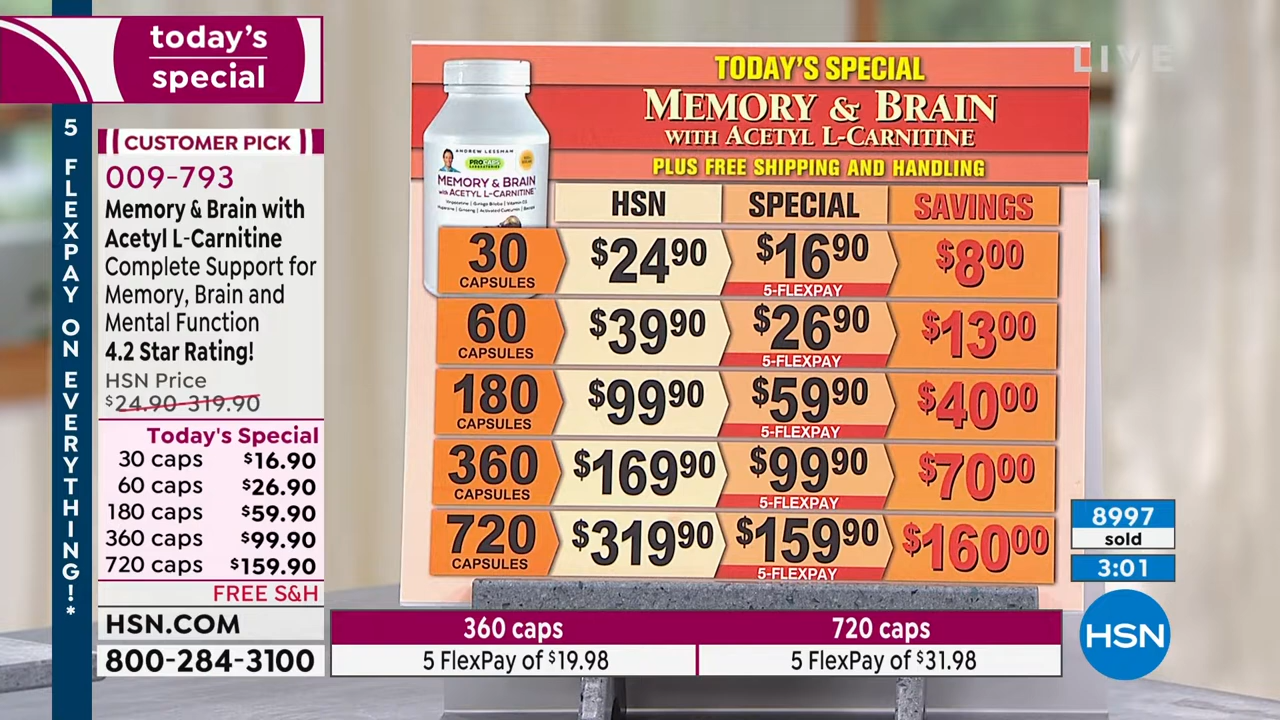 today's
special
5 FLEXPAY ON EVERYTHING!*
CUSTOMER PICK
009-793
Memory & Brain with
Acetyl L-Carnitine
Complete Support for
Memory, Brain and
Mental Function
4.2 Star Rating!
HSN Price
$24.90-319.90
Today's Special
30 caps $16.90
60 caps $26.90
180 caps $59.90
360 caps $99.90
720 caps $159.90
FREE S&H
HSN.COM
800-284-3100
LIVE
TODAY'S SPECIAL
MEMORY & BRAIN
WITH ACETYL L-CARNITINE
PLUS FREE SHIPPING AND HANDLING
ANDREW LESSMAN
PROCAPS
LABORATORIES
MEMORY & BRAIN
with ACETYL L-CARNITINE
HSN SPECIAL SAVINGS
30 CAPSULES $24.90 $16.90 5-FLEXPAY $8.00
60 CAPSULES $39.90 $26.90 5-FLEXPAY $13.00
180 CAPSULES $99.90 $59.90 5-FLEXPAY $40.00
360 CAPSULES $169.90 $99.90 5-FLEXPAY $70.00
720 CAPSULES $319.90 $159.90 5-FLEXPAY $160.00
8997
sold
3:01
HSN
360 caps 720 caps
5 FlexPay of $19.98 5 FlexPay of $31.98